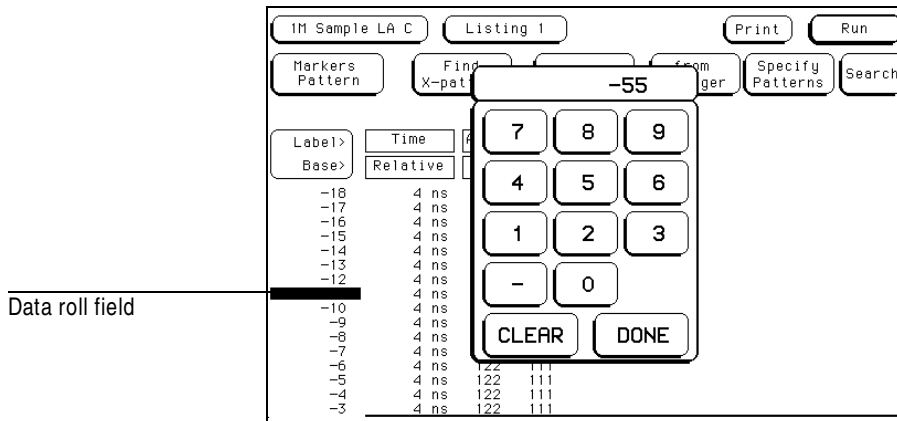 1M Sample LA C Listing 1 Print Run
Markers Pattern Find X-pat from ger Specify Patterns Search
-55
Label> Time
Base> Relative
7 8 9
4 5 6
1 2 3
- 0
CLEAR DONE
-18 4 ns
-17 4 ns
-16 4 ns
-15 4 ns
-14 4 ns
-13 4 ns
-12 4 ns
4 ns
Data roll field
-10 4 ns
-9 4 ns
-8 4 ns
-7 4 ns
-6 4 ns 122 111
-5 4 ns 122 111
-4 4 ns 122 111
-3 4 ns 122 111